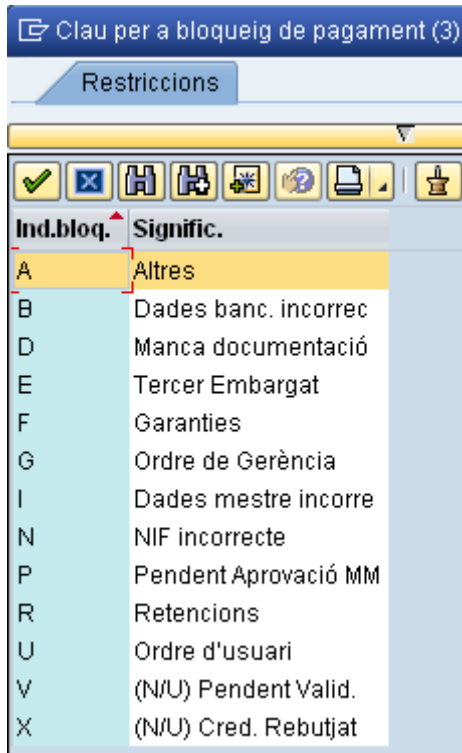 Clau per a bloqueig de pagament (3)
Restriccions
Ind.bloq. Signific.
A Altres
B Dades banc. incorrec
D Manca documentació
E Tercer Embargat
F Garanties
G Ordre de Gerència
I Dades mestre incorre
N NIF incorrecte
P Pendent Aprovació MM
R Retencions
U Ordre d'usuari
V (N/U) Pendent Valid.
X (N/U) Cred. Rebutjat